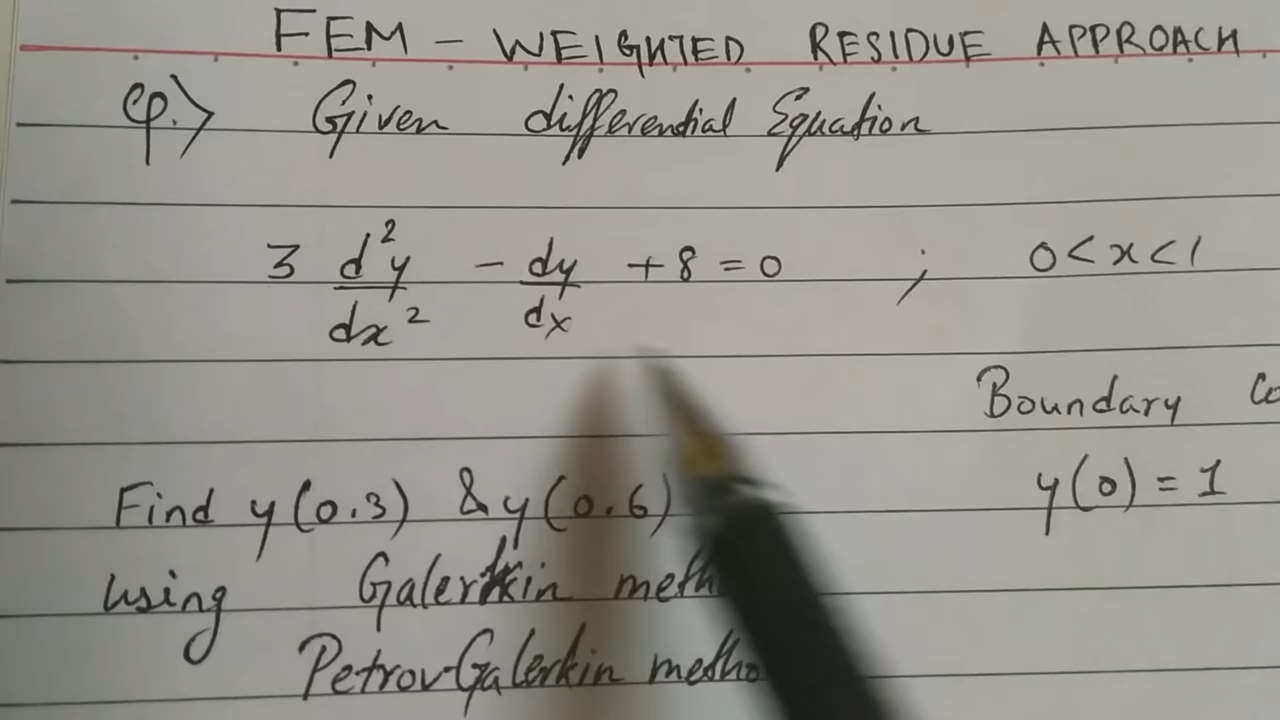 FEM - WEIGHTED RESIDUE APPROACH
Given differential Equation
3 d²y/dx² - dy/dx + 8 = 0 ; 0 < x < 1
Boundary
y(0) = 1
Find y(0.3) & y(0.6)
using Galertkin
Petrov-Galerkin